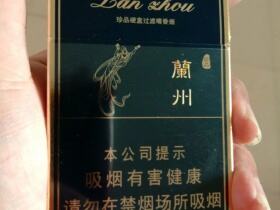 Lan zhou
珍品硬盒过滤嘴香烟
蘭州
本公司提示
吸烟有害健康
请勿在禁烟场所吸烟